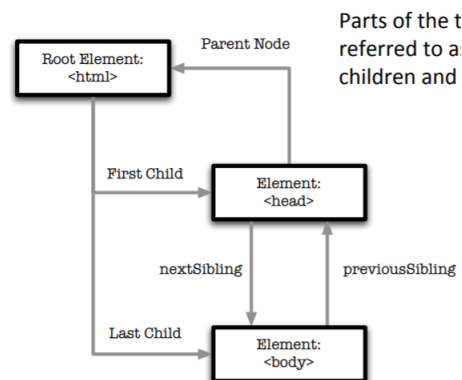 Parts of the t
referred to a
children and
Parent Node
Root Element:
<html>
First Child
Element:
<head>
nextSibling
previousSibling
Last Child
Element:
<body>